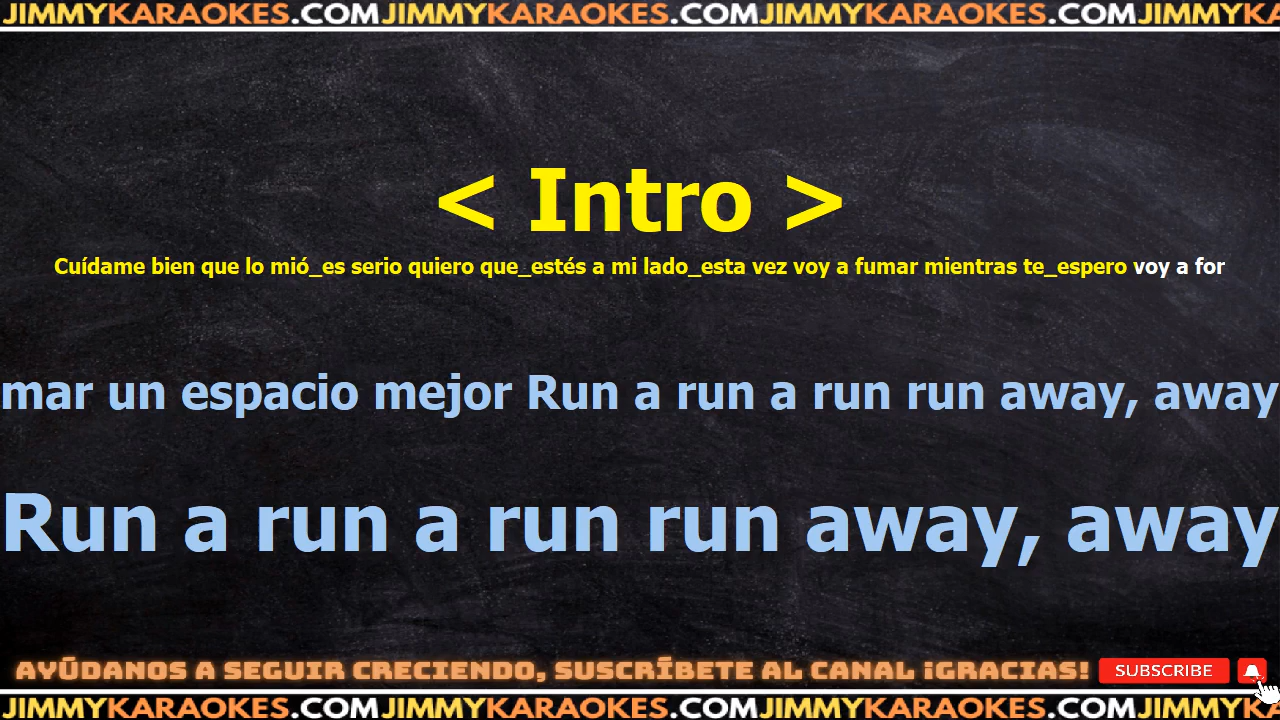 JIMMYKARAOKES.COMJIMMYKARAOKES.COMJIMMYKARAOKES.COMJIMMYKA
< Intro >
Cuídame bien que lo mió_es serio quiero que_estés a mi lado_esta vez voy a fumar mientras te_espero voy a for
mar un espacio mejor Run a run a run run away, away
Run a run a run run away, away
AYÚDANOS A SEGUIR CRECIENDO, SUSCRÍBETE AL CANAL ¡GRACIAS!
SUBSCRIBE
JIMMYKARAOKES.COMJIMMYKARAOKES.COMJIMMYKARAOKES.COMJIMMYKA